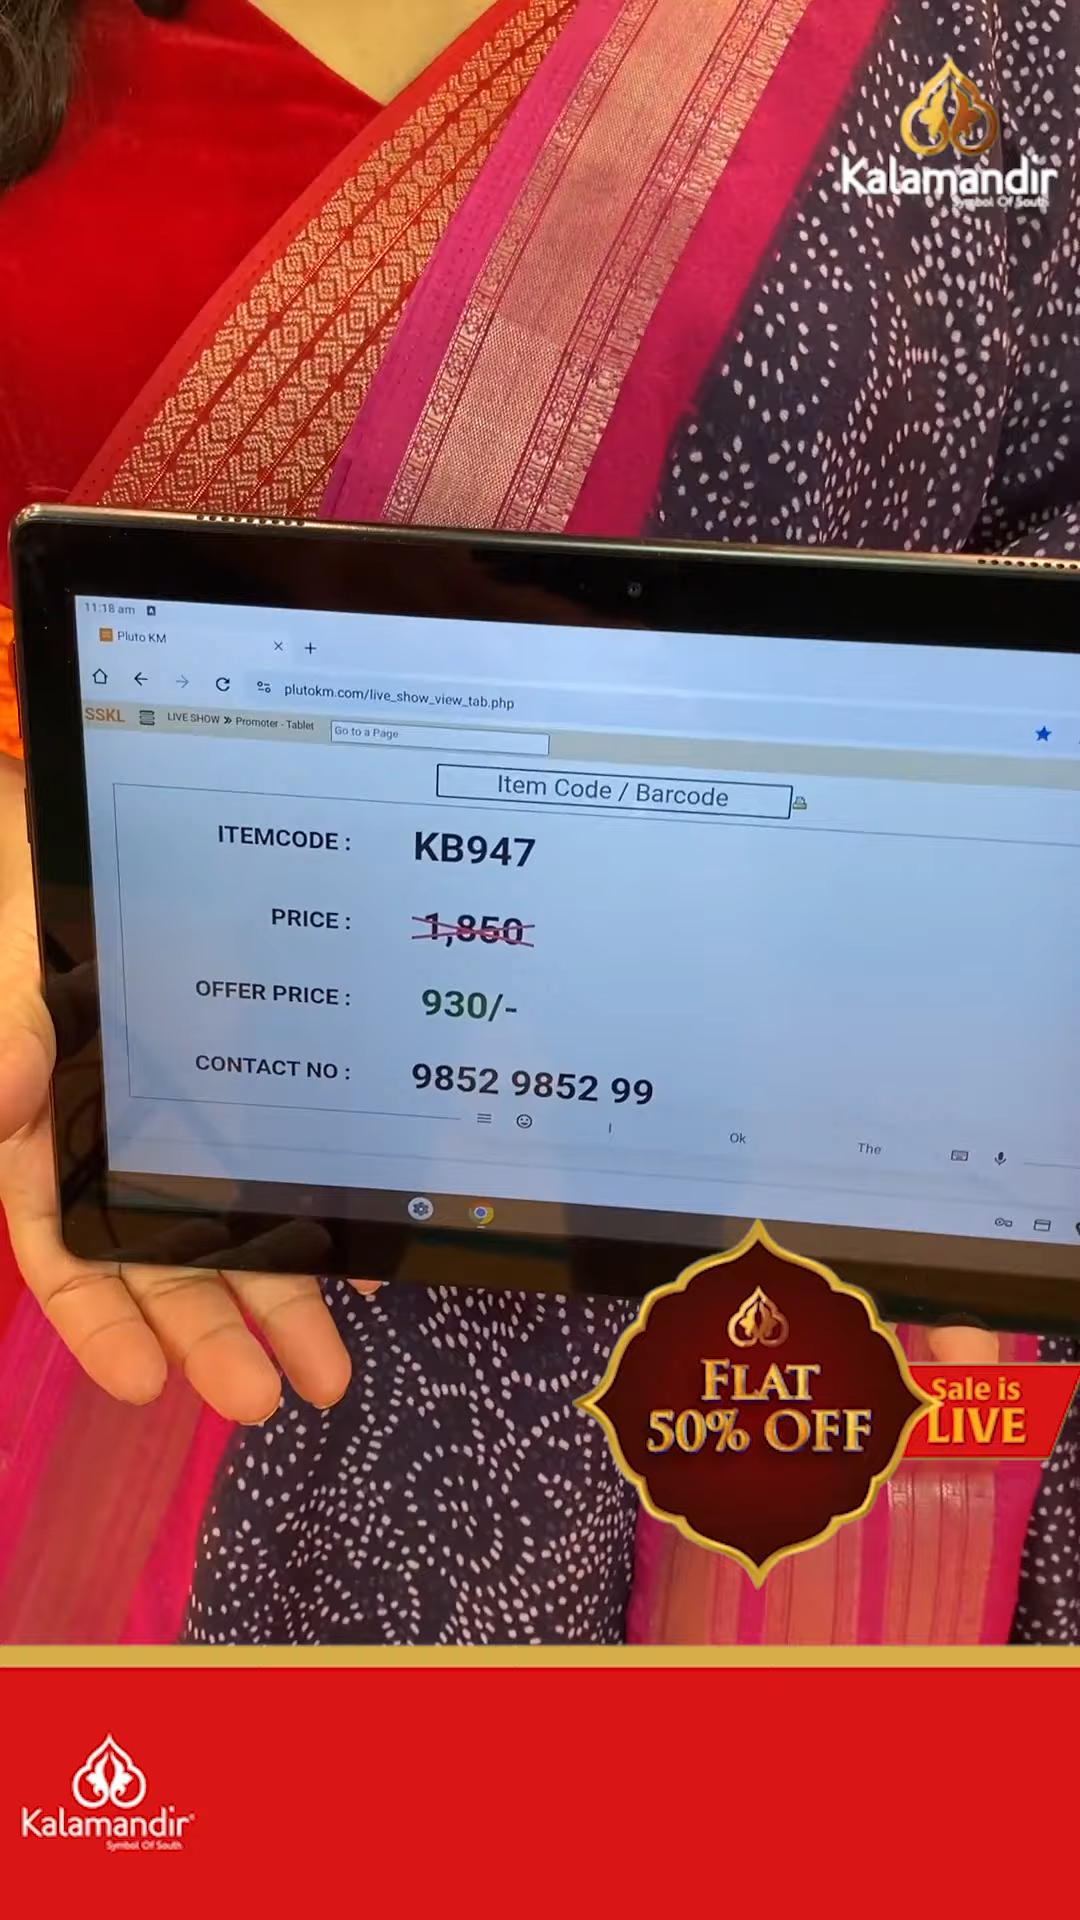 Kalamandir
Symbol Of South
11:18 am
Pluto KM
plutokm.com/live_show_view_tab.php
SSKL
LIVE SHOW » Promoter - Tablet
Go to a Page
Item Code / Barcode
ITEMCODE : KB947
PRICE : 1,850
OFFER PRICE : 930/-
CONTACT NO : 9852 9852 99
I Ok The
FLAT
50% OFF
Sale is
LIVE
Kalamandir
Symbol Of South